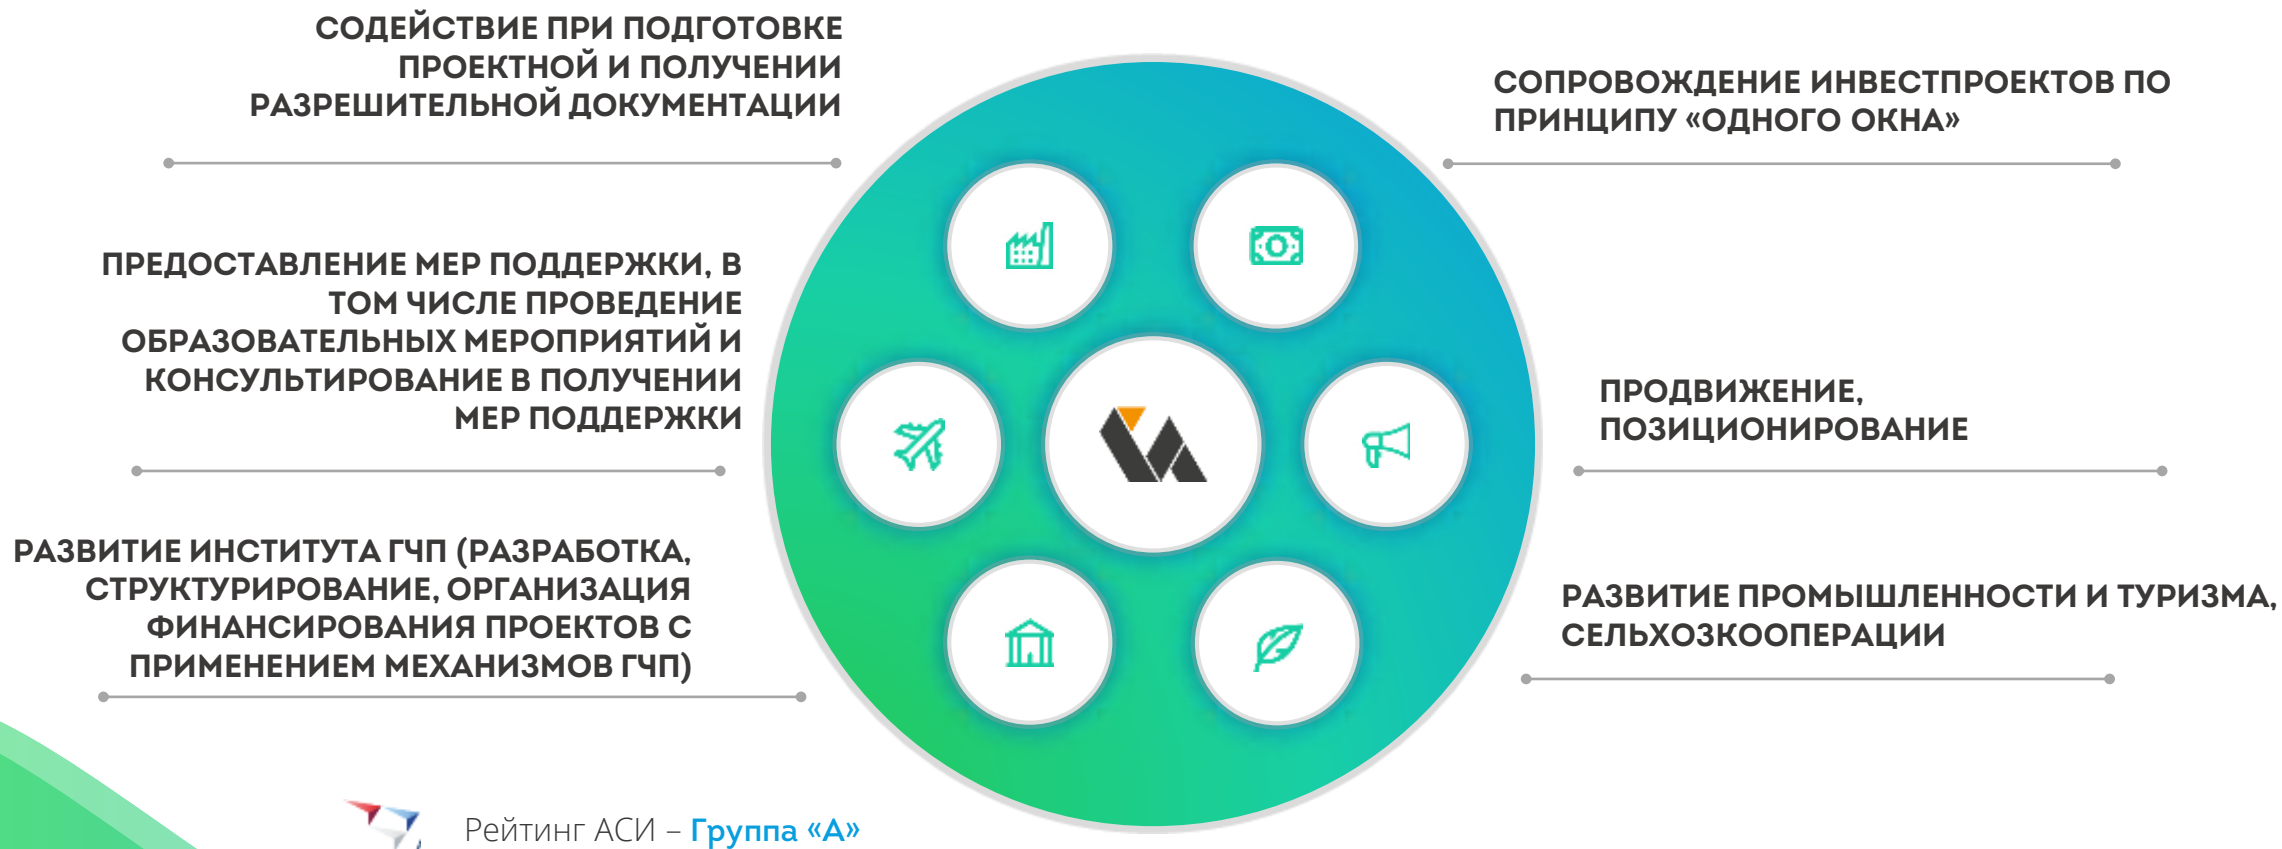 СОДЕЙСТВИЕ ПРИ ПОДГОТОВКЕ
ПРОЕКТНОЙ И ПОЛУЧЕНИИ
РАЗРЕШИТЕЛЬНОЙ ДОКУМЕНТАЦИИ
ПРЕДОСТАВЛЕНИЕ МЕР ПОДДЕРЖКИ, В
ТОМ ЧИСЛЕ ПРОВЕДЕНИЕ
ОБРАЗОВАТЕЛЬНЫХ МЕРОПРИЯТИЙ И
КОНСУЛЬТИРОВАНИЕ В ПОЛУЧЕНИИ
МЕР ПОДДЕРЖКИ
РАЗВИТИЕ ИНСТИТУТА ГЧП (РАЗРАБОТКА,
СТРУКТУРИРОВАНИЕ, ОРГАНИЗАЦИЯ
ФИНАНСИРОВАНИЯ ПРОЕКТОВ С
ПРИМЕНЕНИЕМ МЕХАНИЗМОВ ГЧП)
СОПРОВОЖДЕНИЕ ИНВЕСТПРОЕКТОВ ПО
ПРИНЦИПУ «ОДНОГО ОКНА»
ПРОДВИЖЕНИЕ,
ПОЗИЦИОНИРОВАНИЕ
РАЗВИТИЕ ПРОМЫШЛЕННОСТИ И ТУРИЗМА,
СЕЛЬХОЗКООПЕРАЦИИ
Рейтинг АСИ – Группа «А»